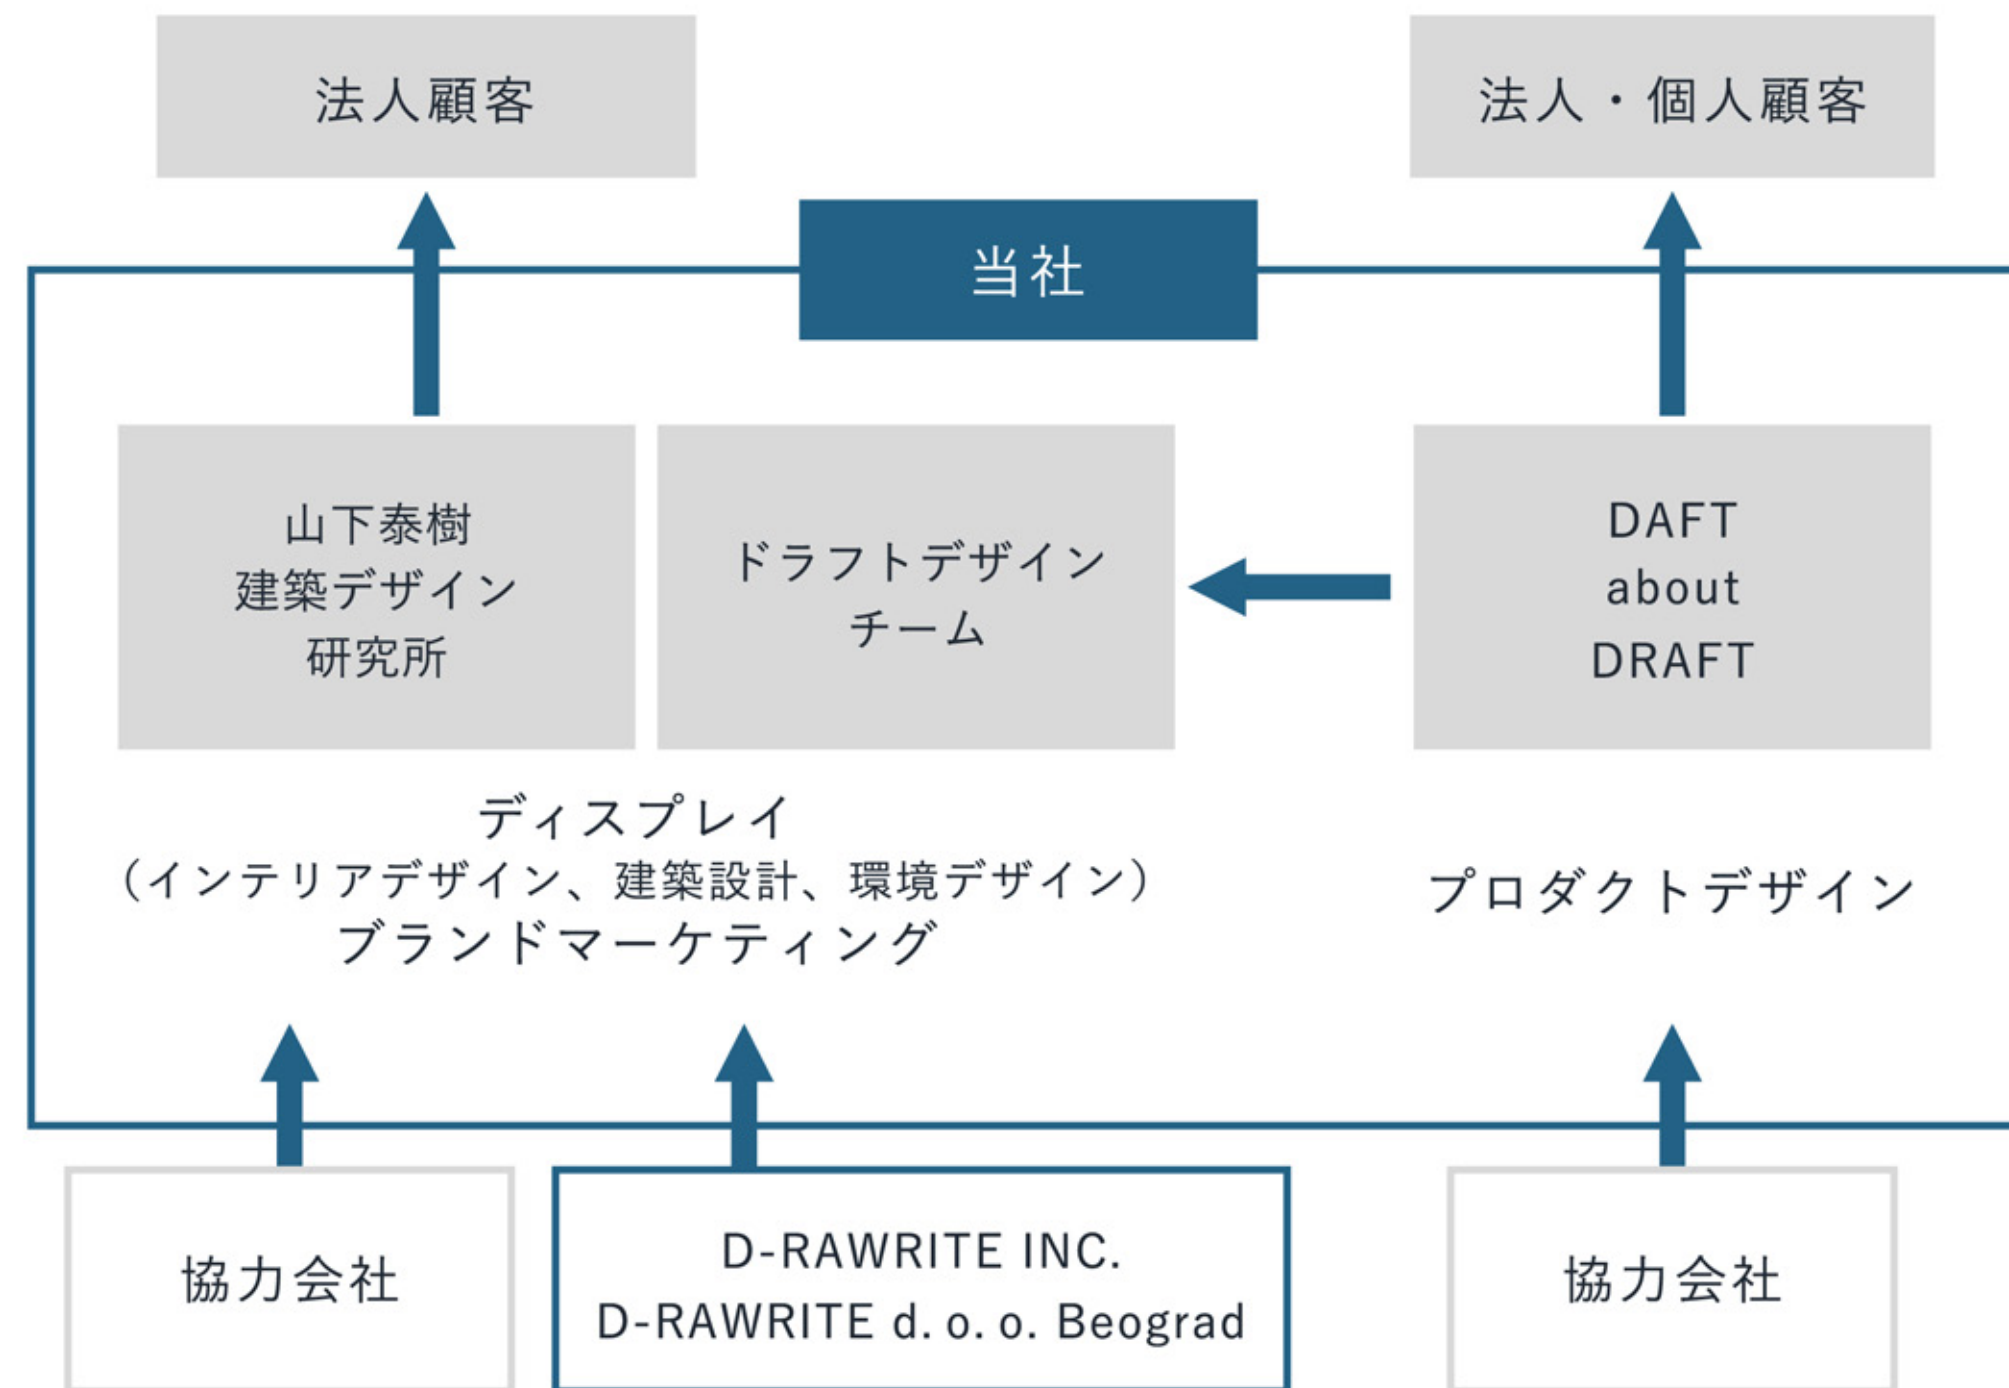 法人顧客
法人・個人顧客
当社
山下泰樹
建築デザイン
研究所
ドラフトデザイン
チーム
DAFT
about
DRAFT
ディスプレイ
（インテリアデザイン、建築設計、環境デザイン）
ブランドマーケティング
プロダクトデザイン
協力会社
D-RAWRITE INC.
D-RAWRITE d.o.o. Beograd
協力会社